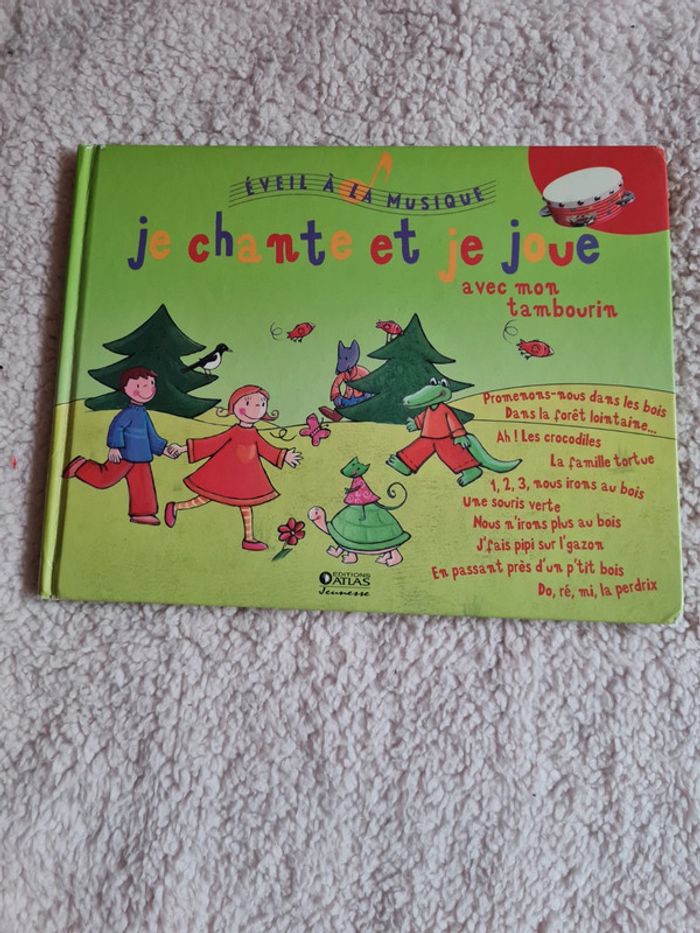 ÉVEIL À LA MUSIQUE
je chante et je joue
avec mon
tambourin
Promenons-nous dans les bois
Dans la forêt lointaine...
Ah ! Les crocodiles
La famille tortue
1, 2, 3, nous irons au bois
Une souris verte
Nous n'irons plus au bois
J'fais pipi sur l'gazon
En passant près d'un p'tit bois
Do, ré, mi, la perdrix
EDITIONS
ATLAS
Jeunesse